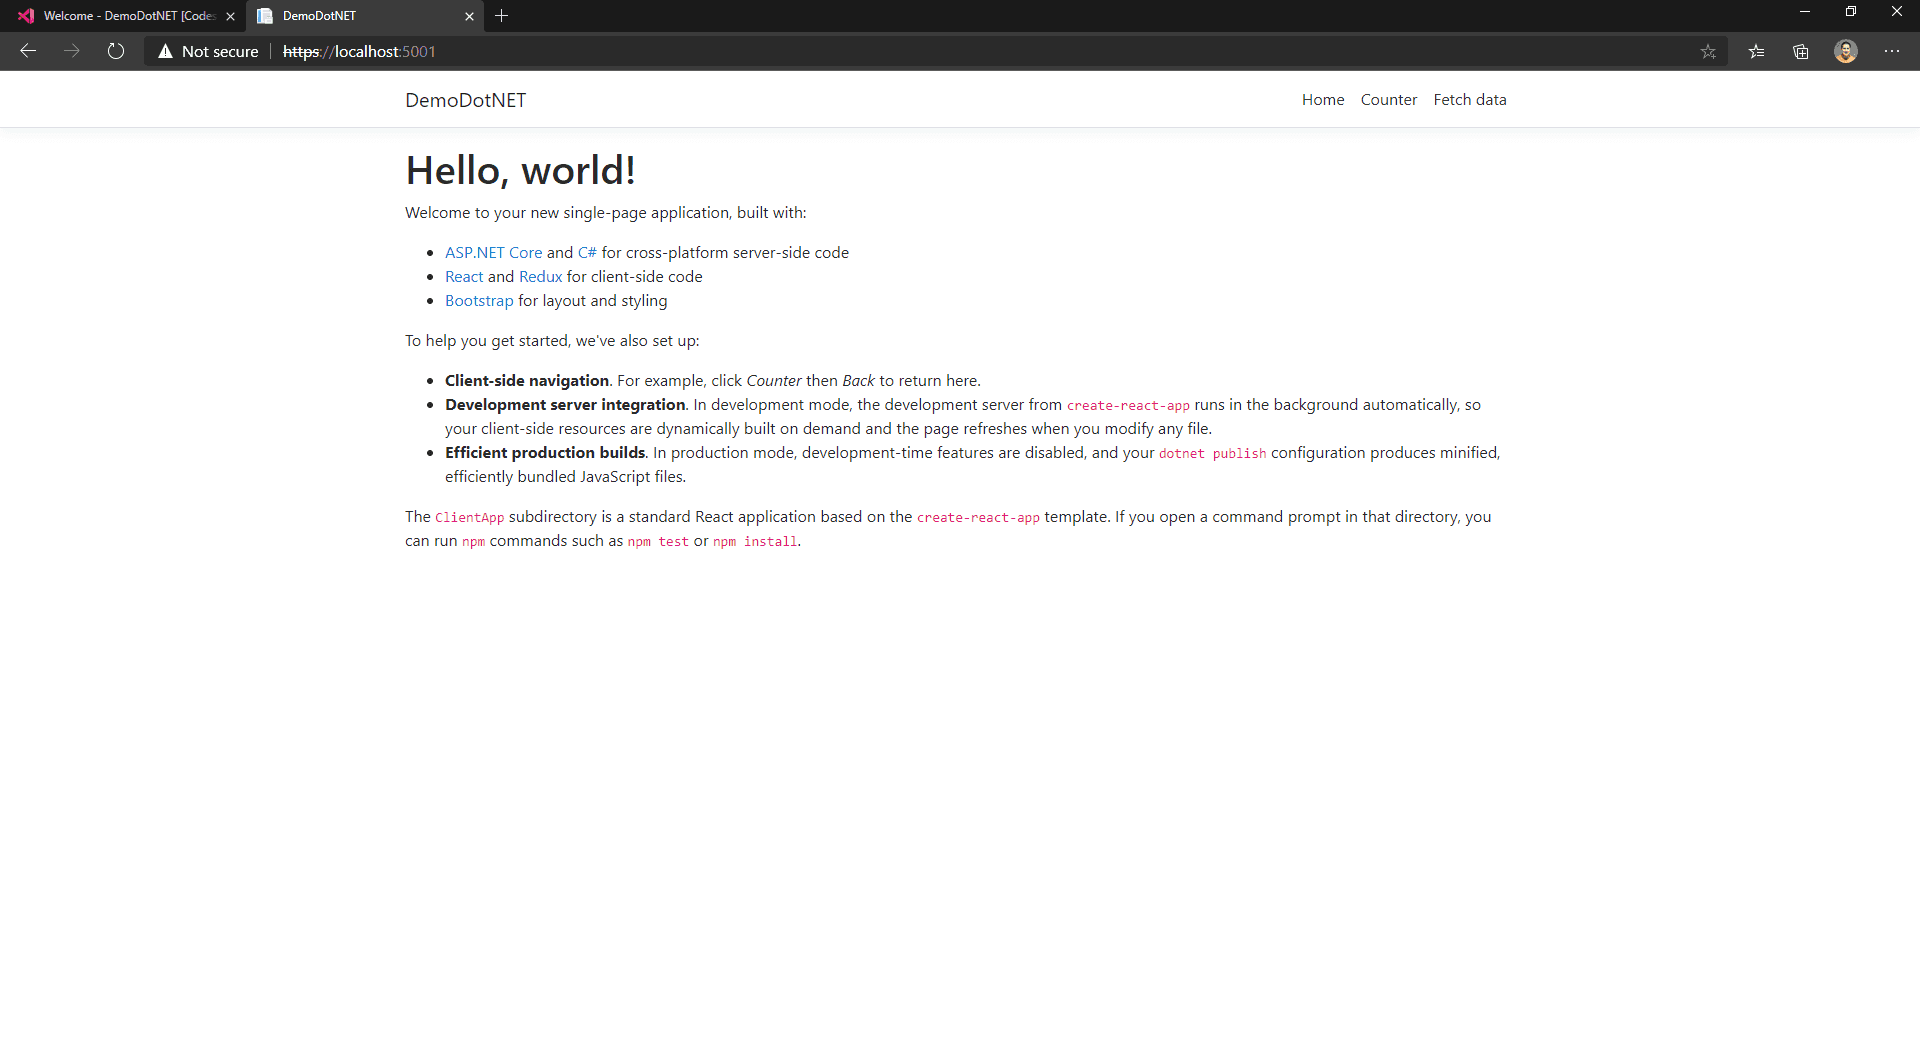 Welcome - DemoDotNET [Codes
DemoDotNET
Not secure
https://localhost:5001
DemoDotNET
Home
Counter
Fetch data
Hello, world!
Welcome to your new single-page application, built with:
ASP.NET Core and C# for cross-platform server-side code
React and Redux for client-side code
Bootstrap for layout and styling
To help you get started, we've also set up:
Client-side navigation. For example, click Counter then Back to return here.
Development server integration. In development mode, the development server from create-react-app runs in the background automatically, so
your client-side resources are dynamically built on demand and the page refreshes when you modify any file.
Efficient production builds. In production mode, development-time features are disabled, and your dotnet publish configuration produces minified,
efficiently bundled JavaScript files.
The ClientApp subdirectory is a standard React application based on the create-react-app template. If you open a command prompt in that directory, you
can run npm commands such as npm test or npm install.